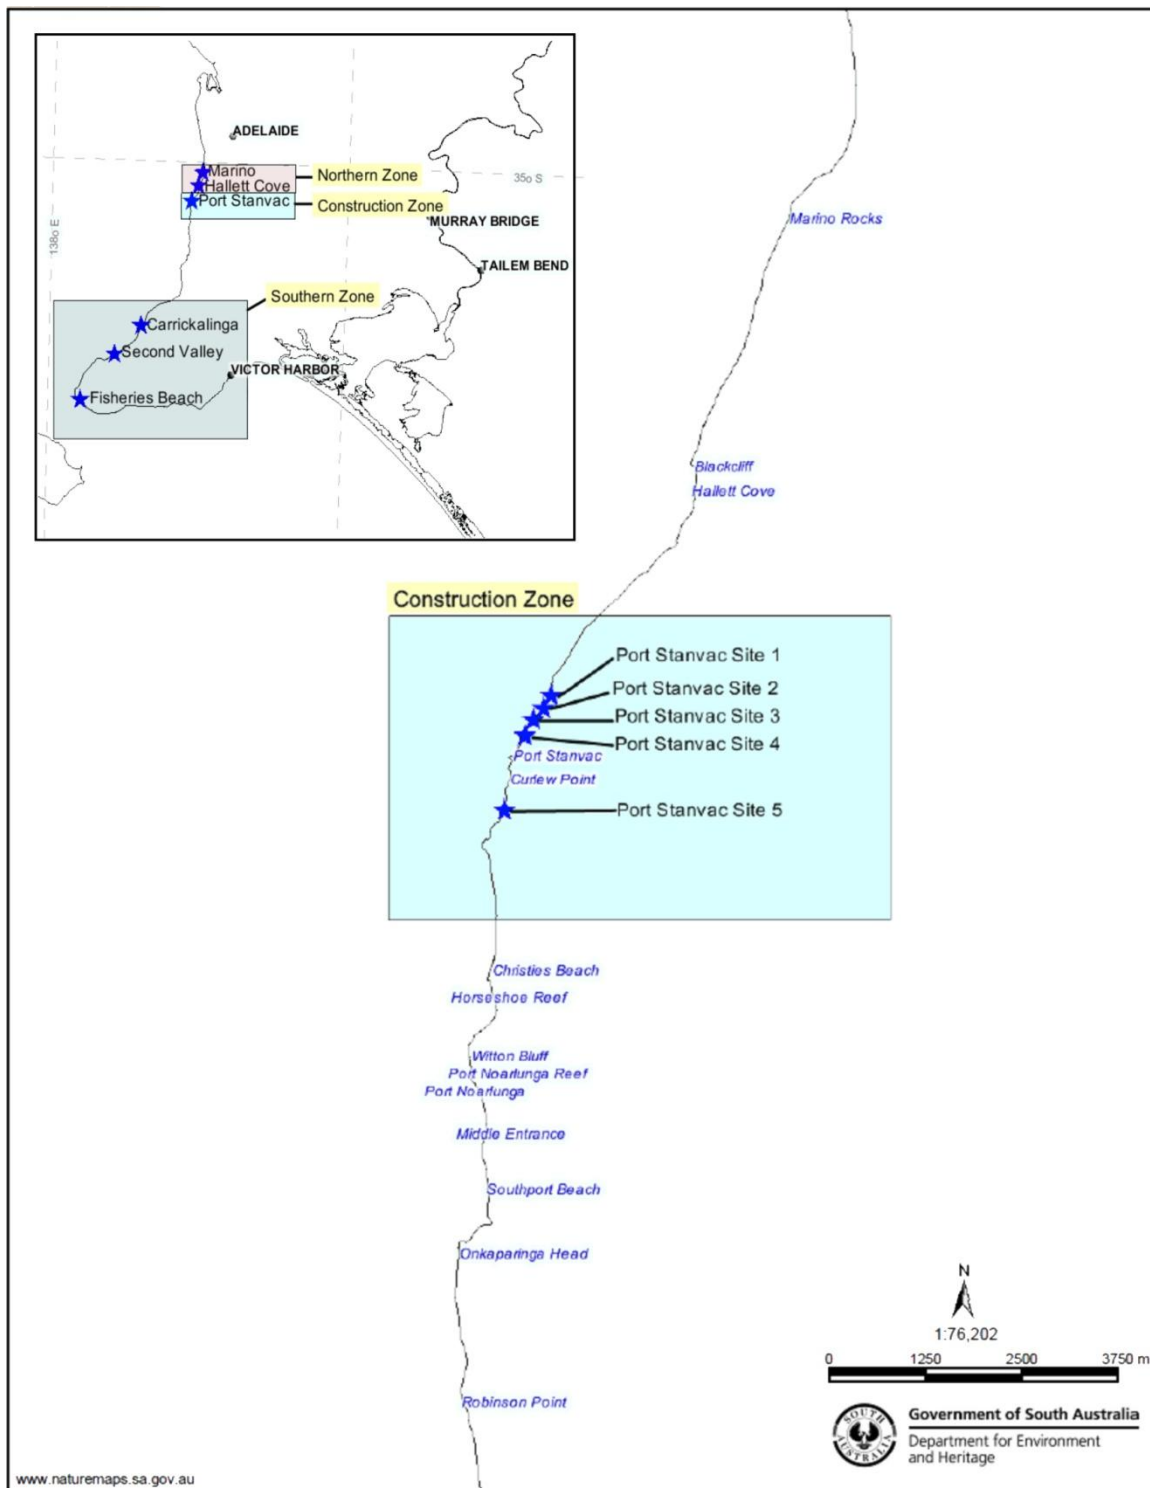 ADELAIDE
Marino
Hallett Cove
Port Stanvac
Northern Zone
Construction Zone
35o S
138o E
MURRAY BRIDGE
TAILEM BEND
Southern Zone
Carrickalinga
Second Valley
Fisheries Beach
VICTOR HARBOR
Marino Rocks
Blackcliff
Hallett Cove
Construction Zone
Port Stanvac Site 1
Port Stanvac Site 2
Port Stanvac Site 3
Port Stanvac Site 4
Port Stanvac
Curlew Point
Port Stanvac Site 5
Christies Beach
Horseshoe Reef
Witton Bluff
Port Noarlunga Reef
Port Noarlunga
Middle Entrance
Southport Beach
Onkaparinga Head
Robinson Point
N
1:76,202
0 1250 2500 3750 m
SOUTH AUSTRALIA
Government of South Australia
Department for Environment
and Heritage
www.naturemaps.sa.gov.au